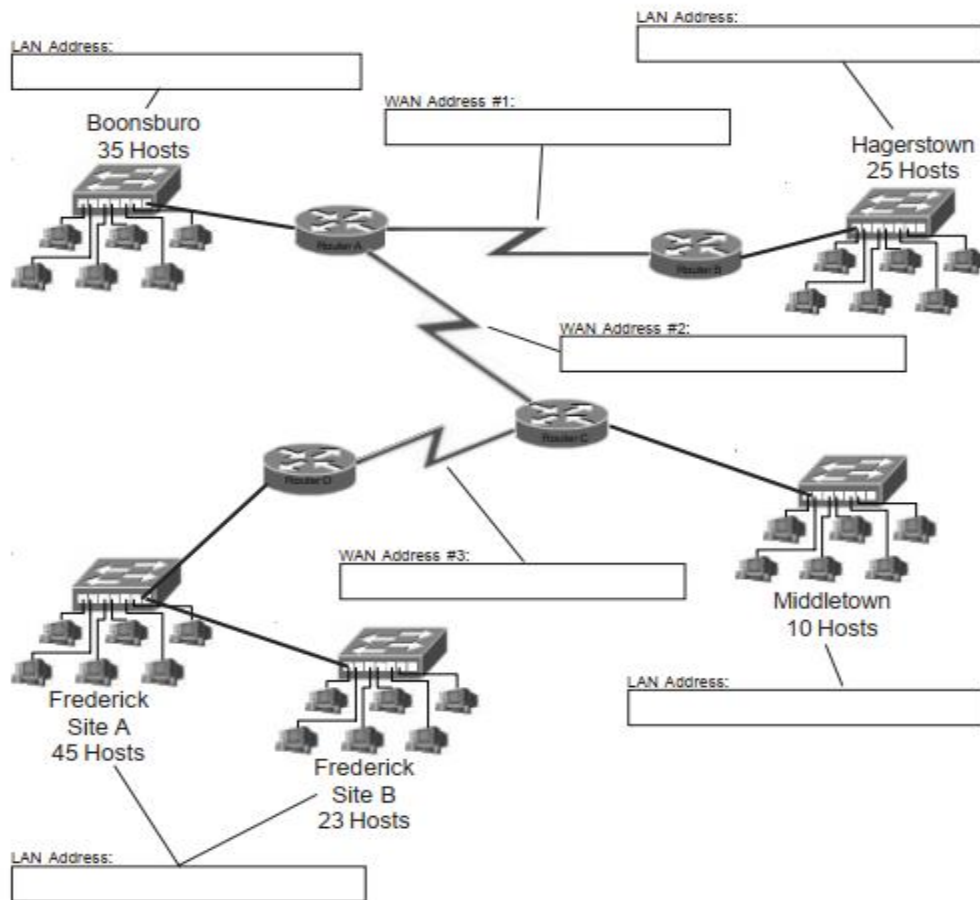 LAN Address:
LAN Address:
Boonsburo
35 Hosts
WAN Address #1:
Hagerstown
25 Hosts
Router A
Router B
WAN Address #2:
Router C
Router D
WAN Address #3:
Middletown
10 Hosts
Frederick
Site A
45 Hosts
LAN Address:
Frederick
Site B
23 Hosts
LAN Address: